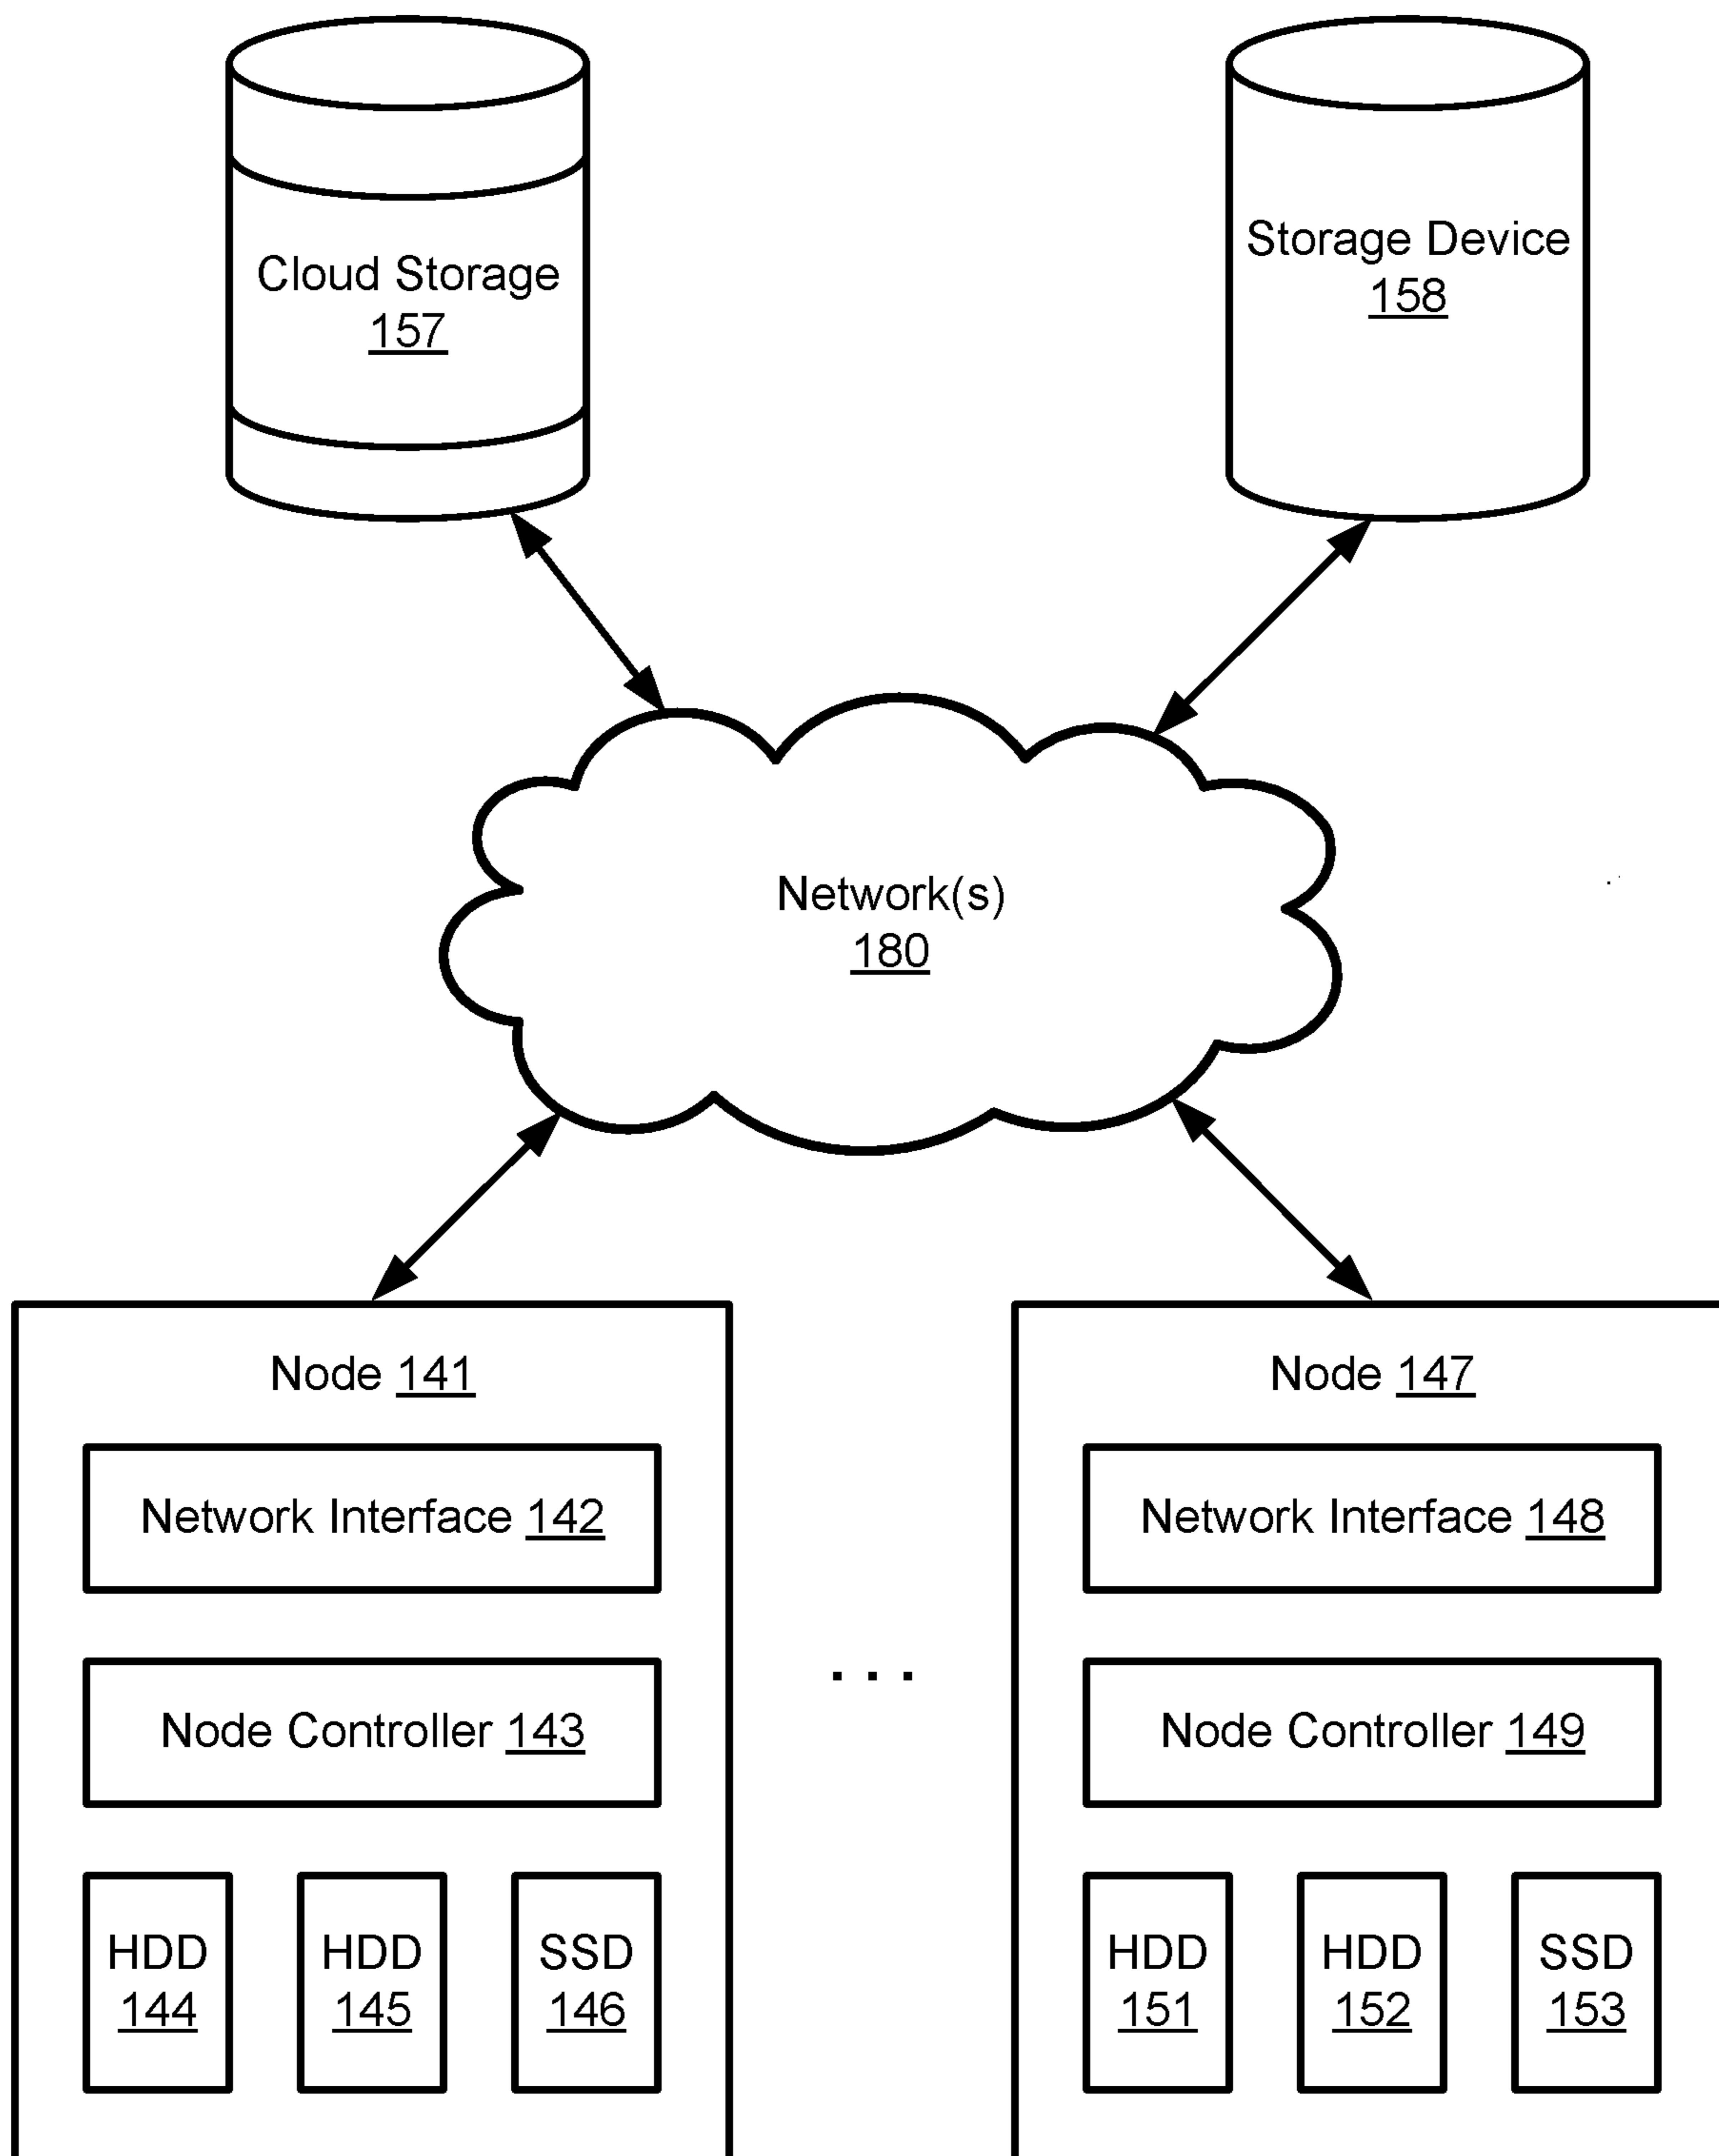 Cloud Storage
157
Storage Device
158
Network(s)
180
Node 141
Network Interface 142
Node Controller 143
HDD
144
HDD
145
SSD
146
. . .
Node 147
Network Interface 148
Node Controller 149
HDD
151
HDD
152
SSD
153